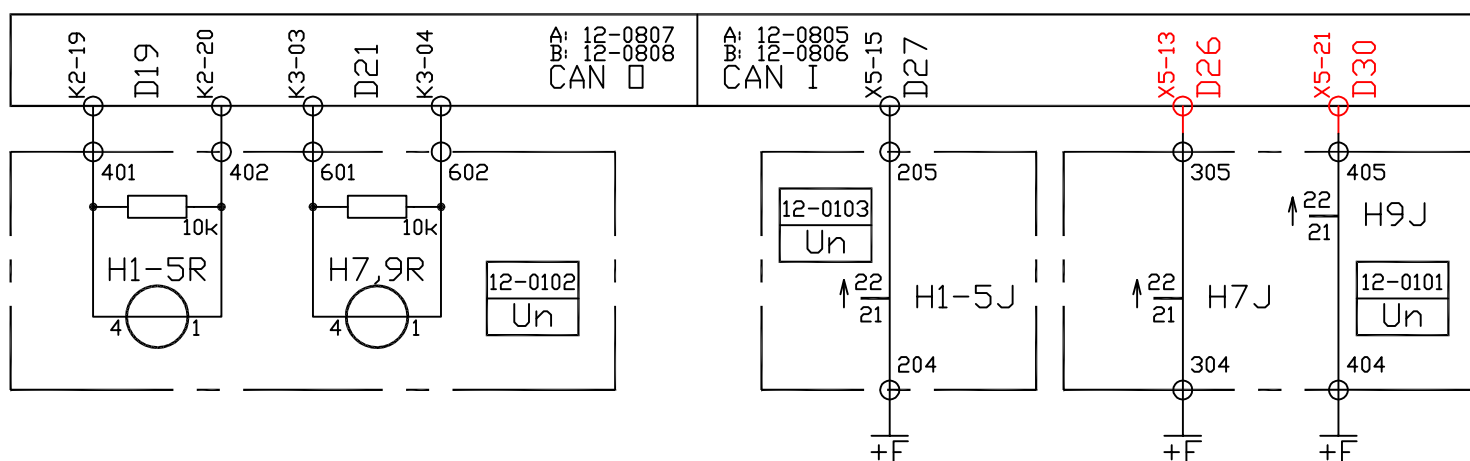 K2-19
D19
K2-20
K3-03
D21
K3-04
A: 12-0807
B: 12-0808
CAN O
A: 12-0805
B: 12-0806
CAN I
X5-15
D27
X5-13
D26
X5-21
D30
401
402
601
602
205
305
405
10k
10k
H1-5R
H7,9R
4
1
4
1
12-0102
Un
12-0103
Un
22
21
H1-5J
22
21
H7J
22
21
H9J
12-0101
Un
204
304
404
+F
+F
+F